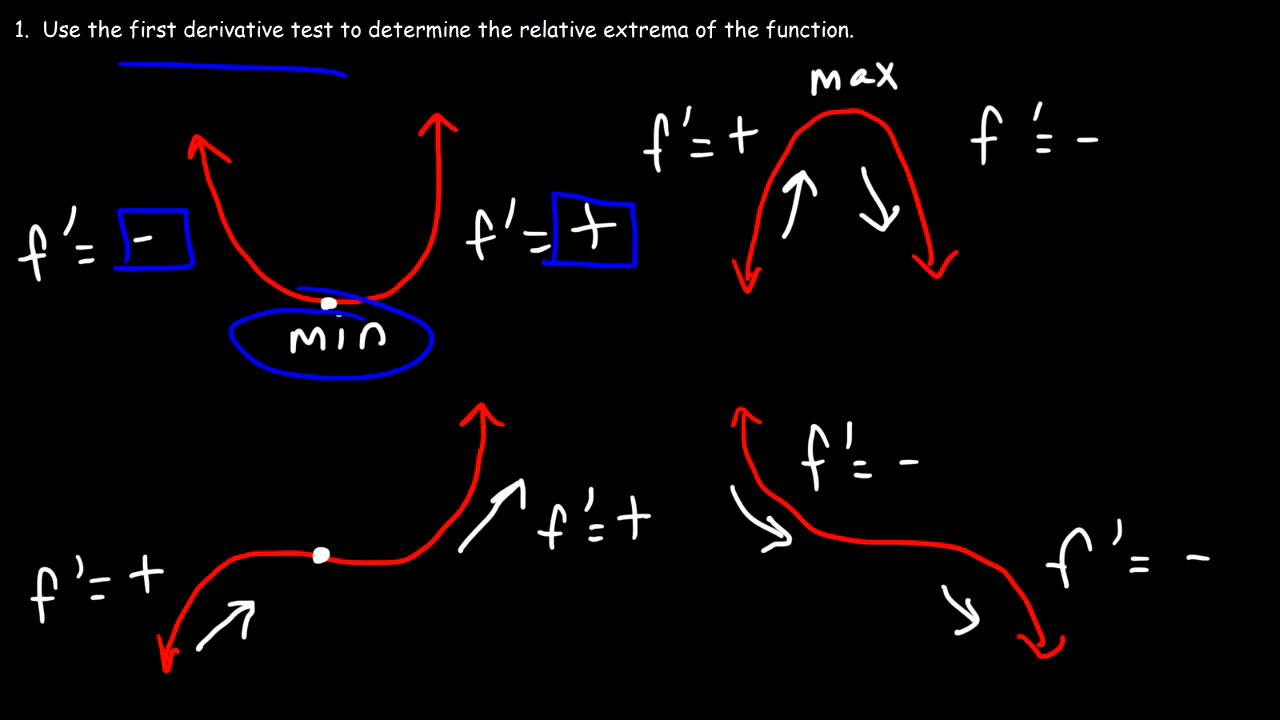 1. Use the first derivative test to determine the relative extrema of the function.
max
f' = +
f' = -
f' = -
f' = +
min
f' = -
f' = +
f' = +
f' = -